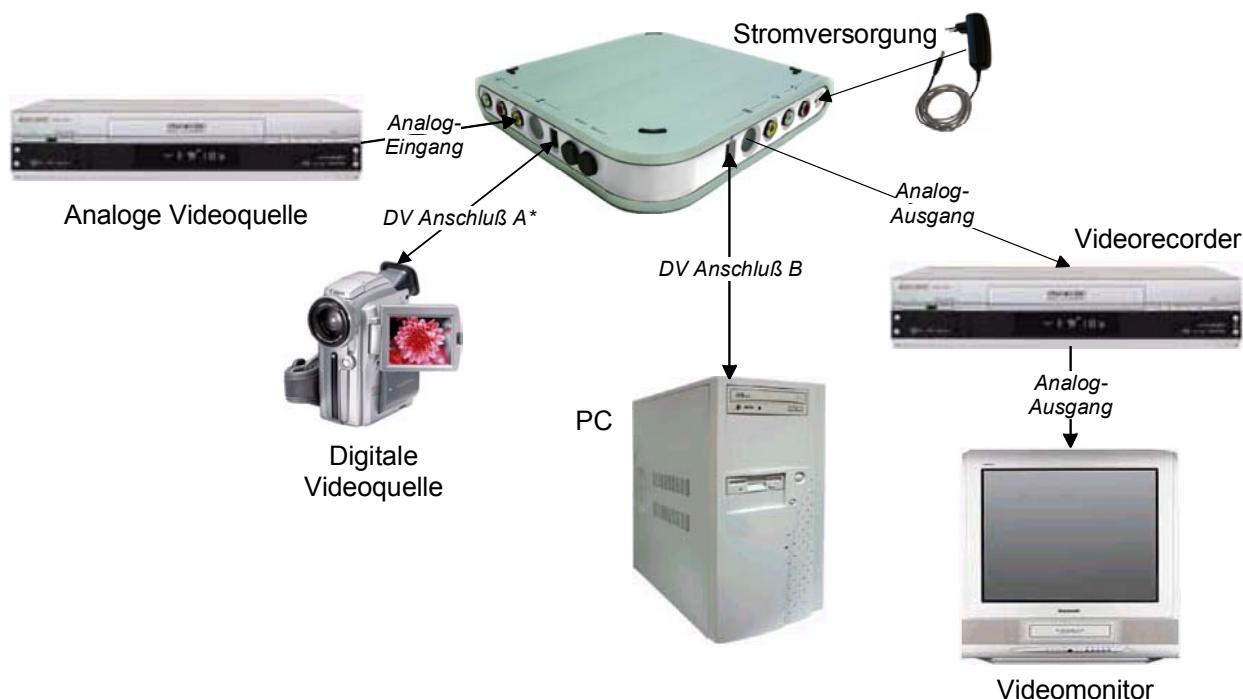 Stromversorgung
Analog-
Eingang
Analoge Videoquelle
DV Anschluß A*
Analog-
Ausgang
Videorecorder
DV Anschluß B
Analog-
Ausgang
PC
Digitale
Videoquelle
Videomonitor